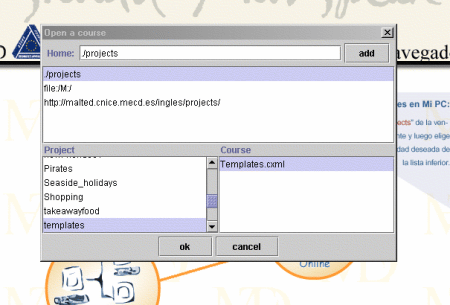 Open a course
Home: ./projects add
avegad
./projects
file:/M:/
http://malted.cnice.mecd.es/ingles/projects/
es en Mi PC:
ects" de la ven-
te y luego elige
dad deseada de
la lista inferior.
Project Course
Pirates
Seaside_holidays
Shopping
takeawayfood
templates
Templates.cxml
ok cancel
Online